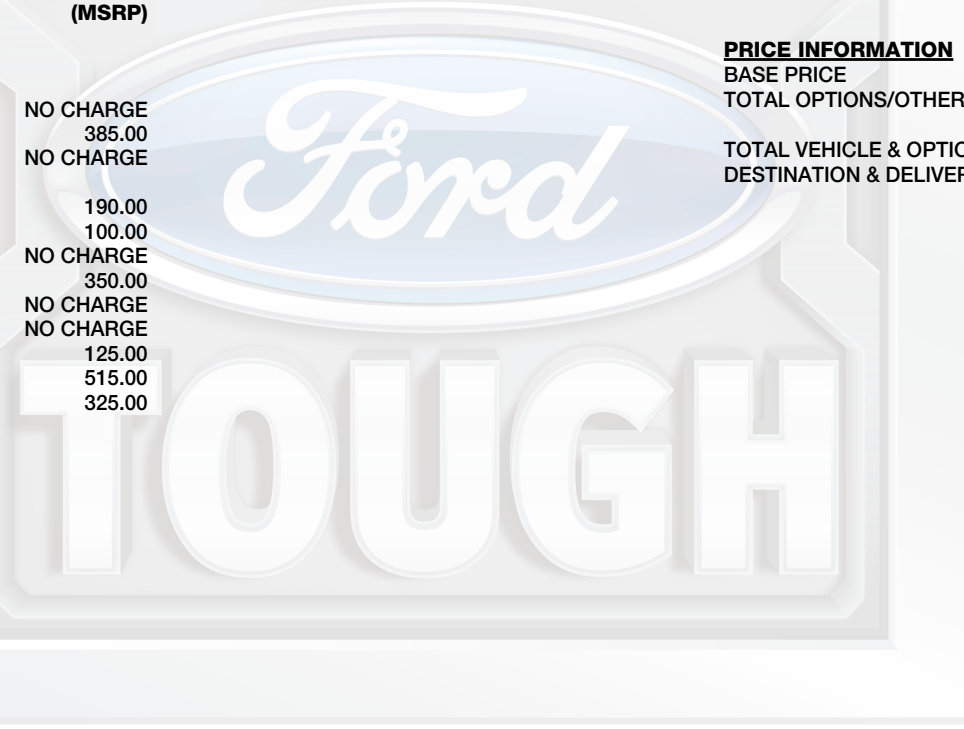 (MSRP)
NO CHARGE
385.00
NO CHARGE
190.00
100.00
NO CHARGE
350.00
NO CHARGE
NO CHARGE
125.00
515.00
325.00
PRICE INFORMATION
BASE PRICE
TOTAL OPTIONS/OTHER
TOTAL VEHICLE & OPTIO
DESTINATION & DELIVER
Ford
TOUGH